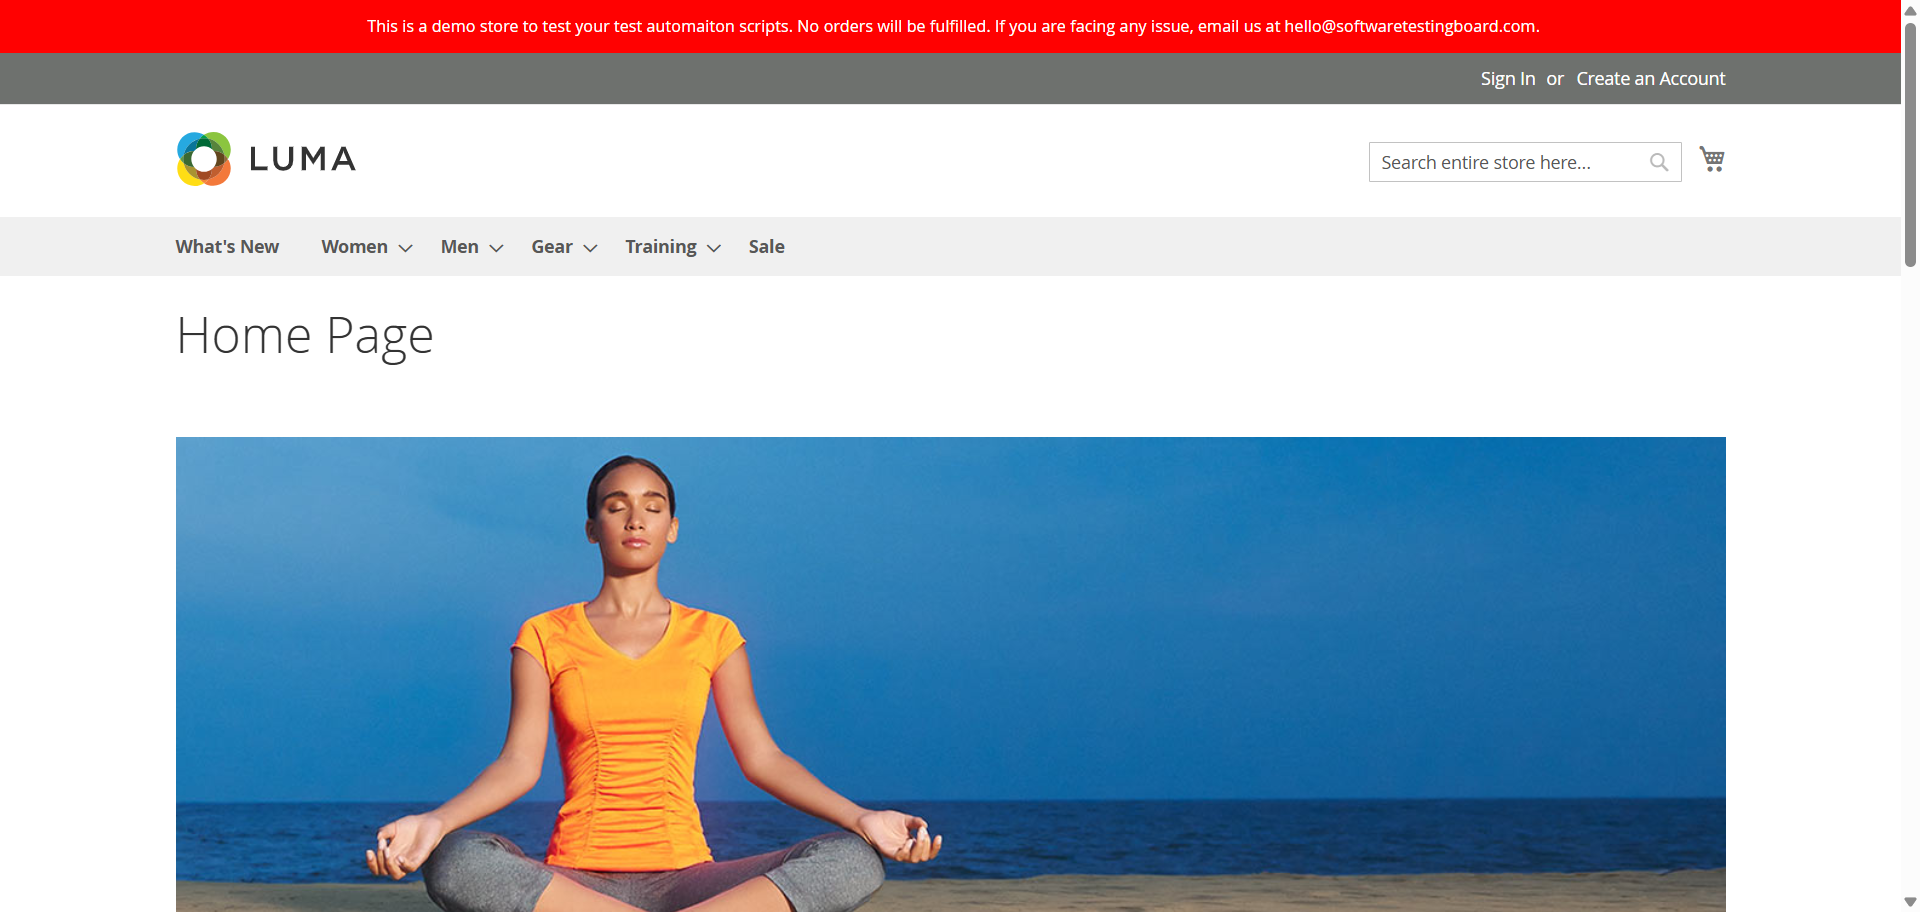 This is a demo store to test your test automaiton scripts. No orders will be fulfilled. If you are facing any issue, email us at hello@softwaretestingboard.com.
Sign In or Create an Account
LUMA
Search entire store here...
What's New Women Men Gear Training Sale
Home Page